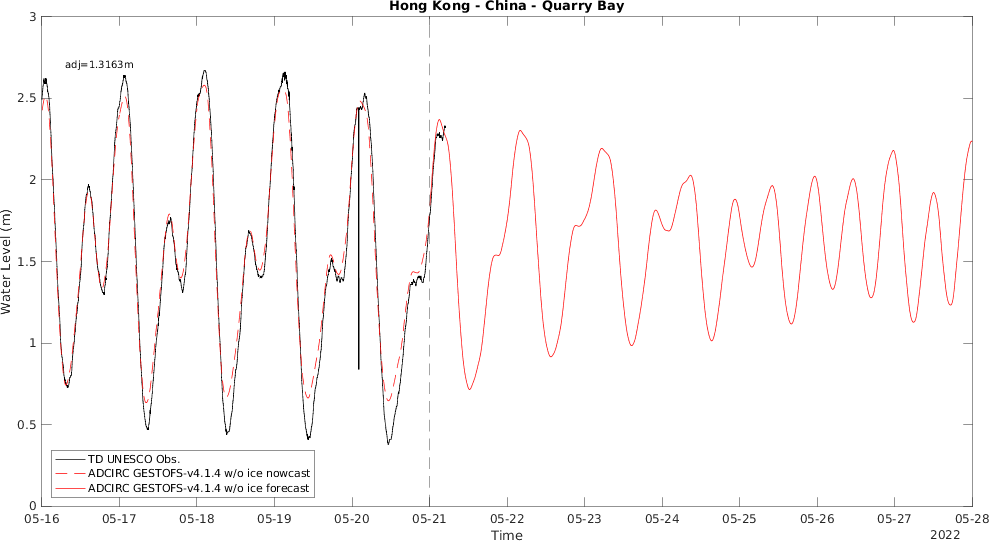 Hong Kong - China - Quarry Bay
adj=1.3163m
3
2.5
2
1.5
1
0.5
0
Water Level (m)
TD UNESCO Obs.
ADCIRC GESTOFS-v4.1.4 w/o ice nowcast
ADCIRC GESTOFS-v4.1.4 w/o ice forecast
05-16 05-17 05-18 05-19 05-20 05-21 05-22 05-23 05-24 05-25 05-26 05-27 05-28
Time
2022